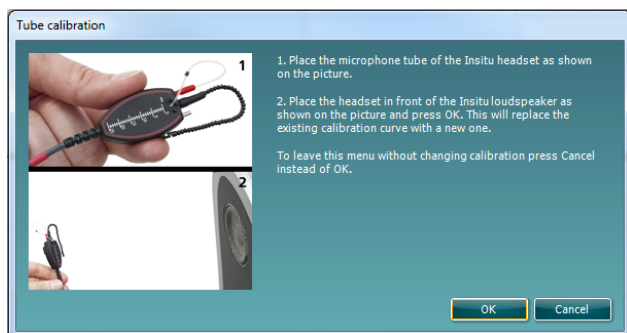 Tube calibration
1
1. Place the microphone tube of the Insitu headset as shown
on the picture.
2. Place the headset in front of the Insitu loudspeaker as
shown on the picture and press OK. This will replace the
existing calibration curve with a new one.
To leave this menu without changing calibration press Cancel
instead of OK.
2
OK
Cancel